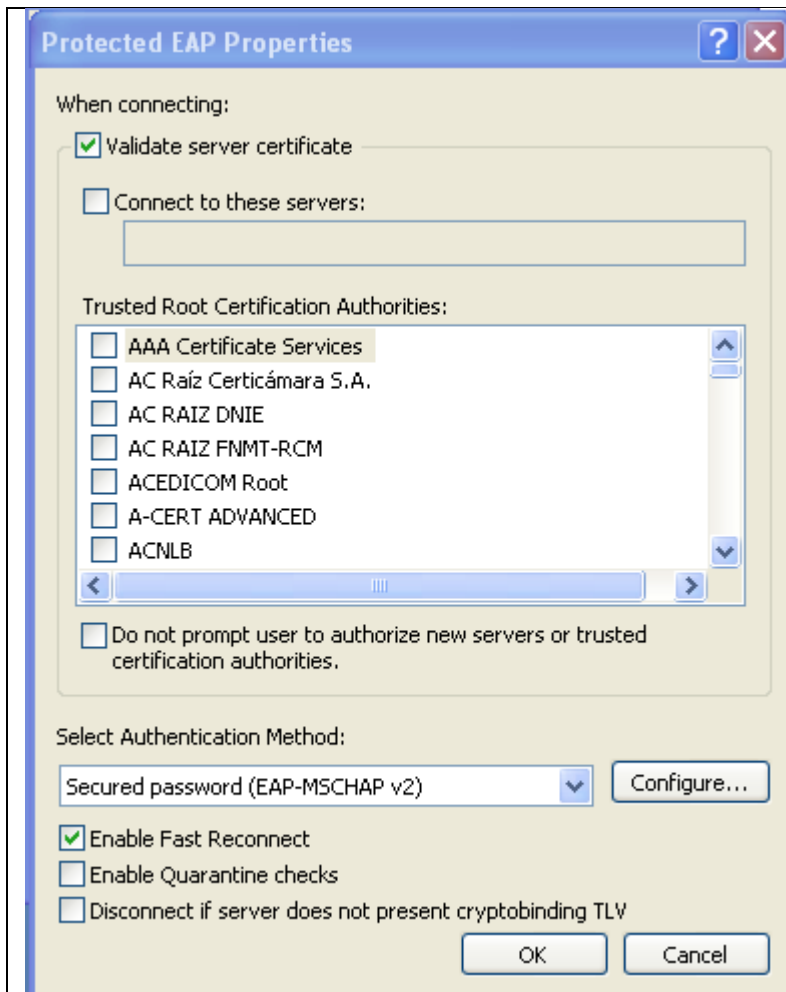 Protected EAP Properties
When connecting:
Validate server certificate
Connect to these servers:
Trusted Root Certification Authorities:
AAA Certificate Services
AC Raíz Certicámara S.A.
AC RAIZ DNIE
AC RAIZ FNMT-RCM
ACEDICOM Root
A-CERT ADVANCED
ACNLB
Do not prompt user to authorize new servers or trusted
certification authorities.
Select Authentication Method:
Secured password (EAP-MSCHAP v2)
Configure...
Enable Fast Reconnect
Enable Quarantine checks
Disconnect if server does not present cryptobinding TLV
OK
Cancel